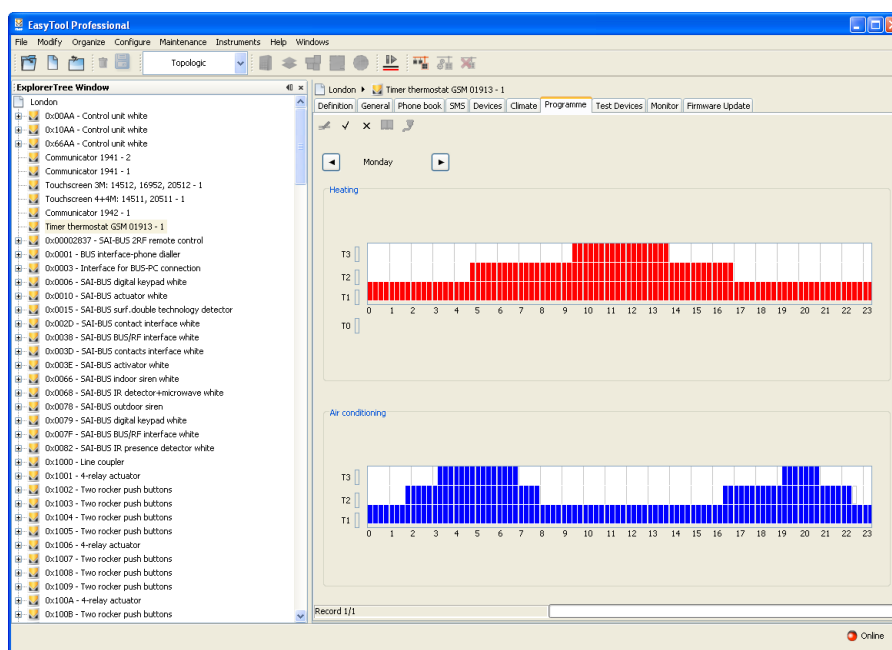 EasyTool Professional
File Modify Organize Configure Maintenance Instruments Help Windows
Topologic
ExplorerTree Window
London
0x00AA - Control unit white
0x10AA - Control unit white
0x66AA - Control unit white
Communicator 1941 - 2
Communicator 1941 - 1
Touchscreen 3M: 14512, 16952, 20512 - 1
Touchscreen 4+4M: 14511, 20511 - 1
Communicator 1942 - 1
Timer thermostat GSM 01913 - 1
0x00002837 - SAI-BUS 2RF remote control
0x0001 - BUS interface-phone dialler
0x0003 - Interface for BUS-PC connection
0x0006 - SAI-BUS digital keypad white
0x0010 - SAI-BUS actuator white
0x0015 - SAI-BUS surf.double technology detector
0x002D - SAI-BUS contact interface white
0x0038 - SAI-BUS BUS/RF interface white
0x003D - SAI-BUS contacts interface white
0x003E - SAI-BUS activator white
0x0066 - SAI-BUS indoor siren white
0x0068 - SAI-BUS IR detector+microwave white
0x0078 - SAI-BUS outdoor siren
0x0079 - SAI-BUS digital keypad white
0x007F - SAI-BUS BUS/RF interface white
0x0082 - SAI-BUS IR presence detector white
0x1000 - Line coupler
0x1001 - 4-relay actuator
0x1002 - Two rocker push buttons
0x1003 - Two rocker push buttons
0x1004 - Two rocker push buttons
0x1005 - Two rocker push buttons
0x1006 - 4-relay actuator
0x1007 - Two rocker push buttons
0x1008 - Two rocker push buttons
0x1009 - Two rocker push buttons
0x100A - 4-relay actuator
0x100B - Two rocker push buttons
London Timer thermostat GSM 01913 - 1
Definition General Phone book SMS Devices Climate Programme Test Devices Monitor Firmware Update
Monday
Heating
T3
T2
T1
0 1 2 3 4 5 6 7 8 9 10 11 12 13 14 15 16 17 18 19 20 21 22 23
T0
Air conditioning
T3
T2
T1
0 1 2 3 4 5 6 7 8 9 10 11 12 13 14 15 16 17 18 19 20 21 22 23
Record 1/1
Online